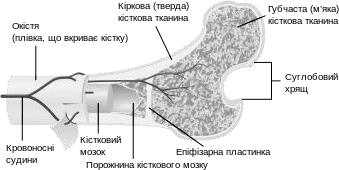 Кіркова (тверда)
кісткова тканина
Губчаста (м'яка)
кісткова тканина
Окістя
(плівка, що вкриває кістку)
Суглобовий
хрящ
Кровоносні
судини
Кістковий
мозок
Епіфізарна пластинка
Порожнина кісткового мозку